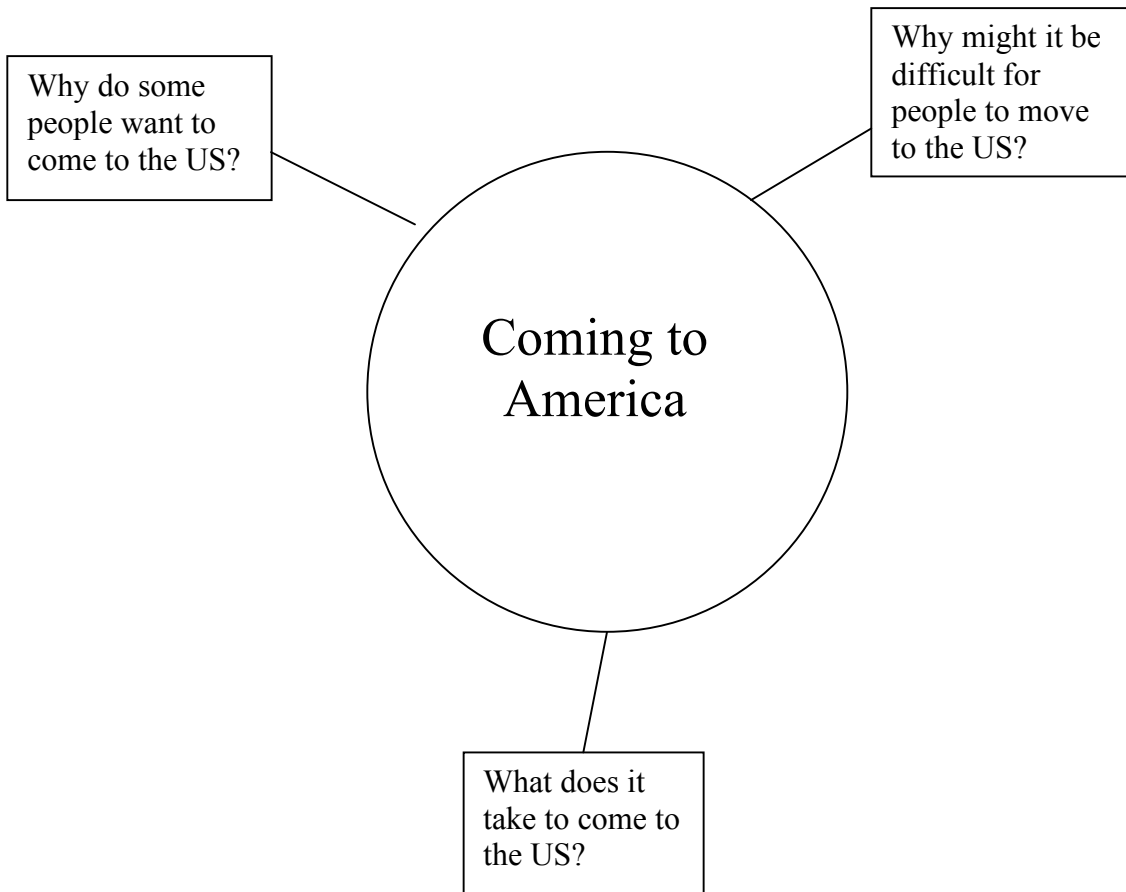 Why do some
people want to
come to the US?
Why might it be
difficult for
people to move
to the US?
Coming to
America
What does it
take to come to
the US?